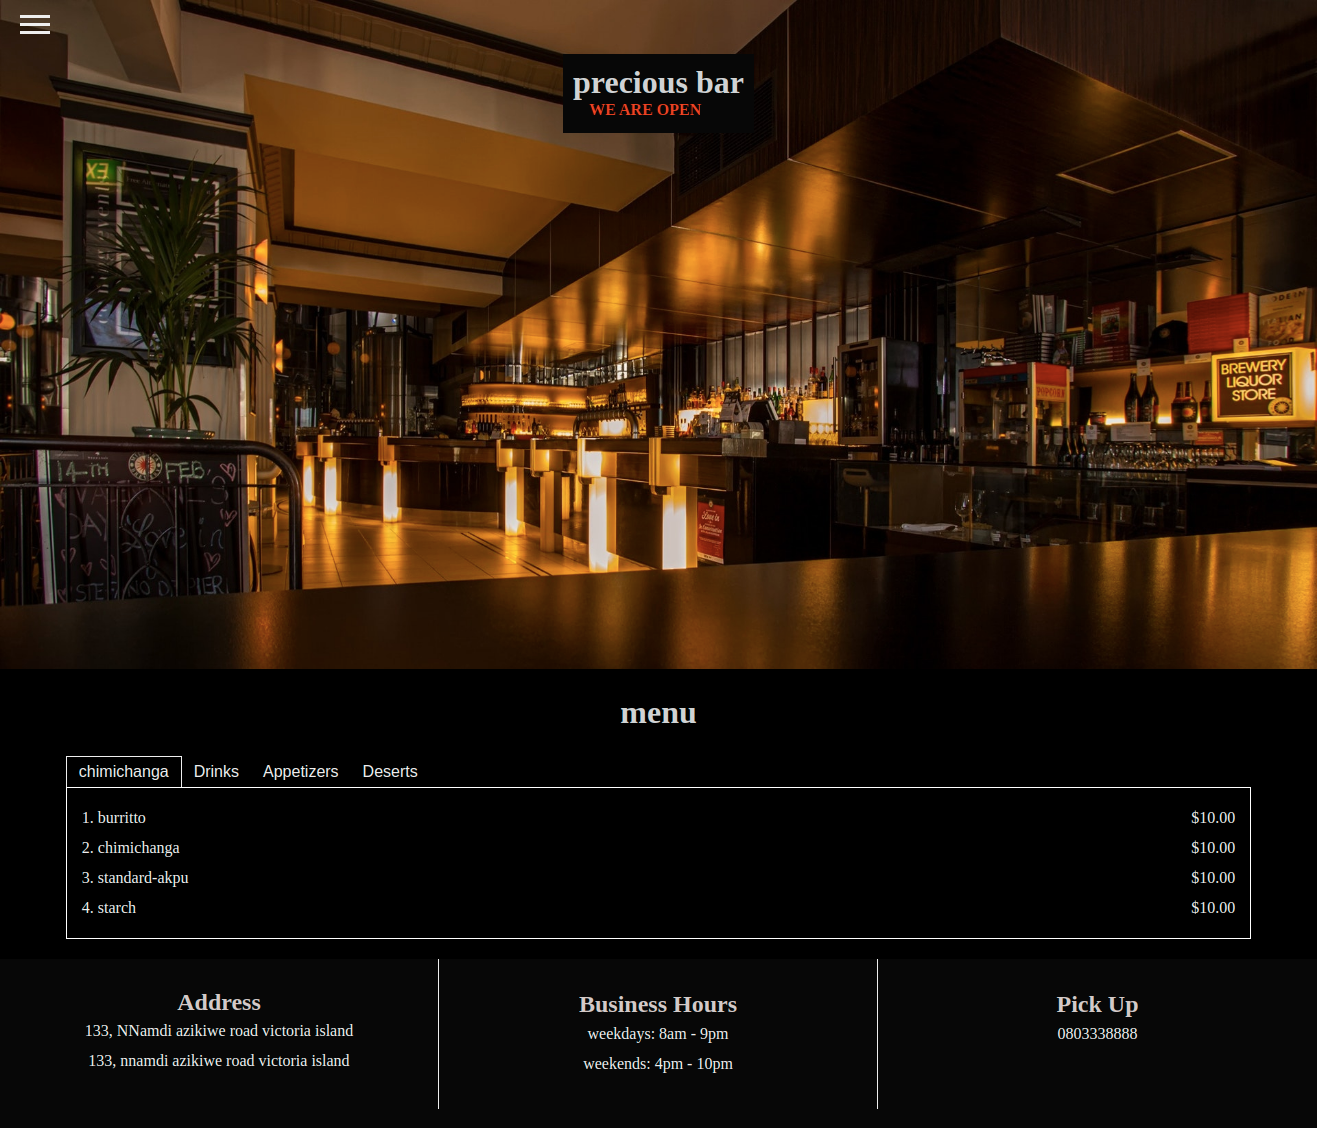 precious bar
WE ARE OPEN
EX
BREWERY
LIQUOR
STORE
POPCORN
14TH FEB,
menu
chimichanga Drinks Appetizers Deserts
1. burritto $10.00
2. chimichanga $10.00
3. standard-akpu $10.00
4. starch $10.00
Address
133, NNamdi azikiwe road victoria island
133, nnamdi azikiwe road victoria island
Business Hours
weekdays: 8am - 9pm
weekends: 4pm - 10pm
Pick Up
0803338888